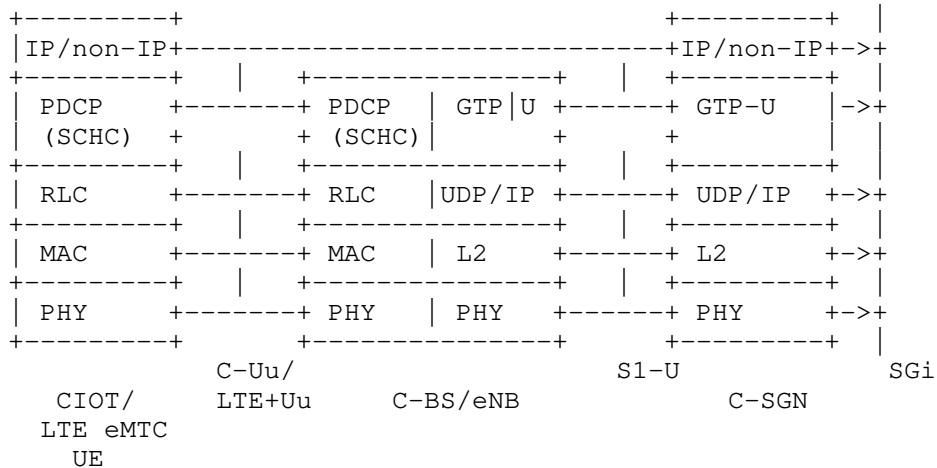 +---------+                                 +---------+  |
|IP/non-IP+---------------------------------+IP/non-IP+->+
+---------+   |   +---------------+   |  +---------+   |
| PDCP    +-------+ PDCP  | GTP|U +------+ GTP-U   |->+
| (SCHC)  +       + (SCHC)|       +      +         |  |
+---------+   |   +---------------+   |  +---------+  |
| RLC     +-------+ RLC   |UDP/IP +------+ UDP/IP  +->+
+---------+   |   +---------------+   |  +---------+  |
| MAC     +-------+ MAC   | L2    +------+ L2      +->+
+---------+   |   +---------------+   |  +---------+  |
| PHY     +-------+ PHY   | PHY   +------+ PHY     +->+
+---------+       +---------------+      +---------+  |
C-Uu/ S1-U SGi
CIOT/ LTE+Uu C-BS/eNB C-SGN
LTE eMTC
UE